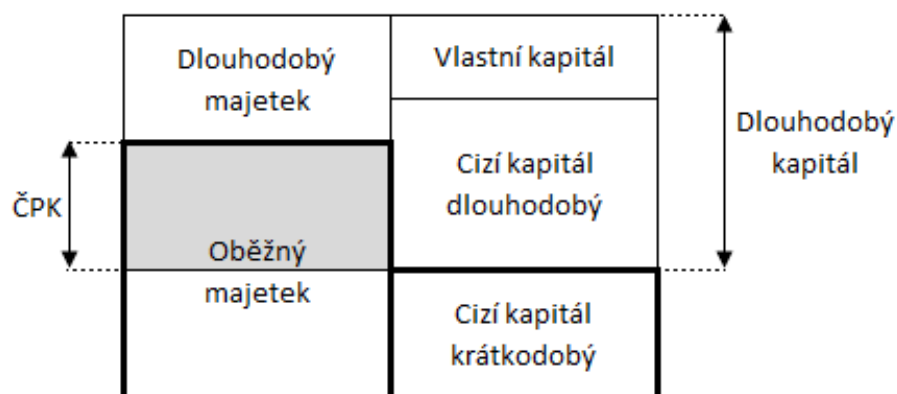 Dlouhodobý
majetek
Vlastní kapitál
Dlouhodobý
kapitál
Cizí kapitál
dlouhodobý
ČPK
Oběžný
majetek
Cizí kapitál
krátkodobý